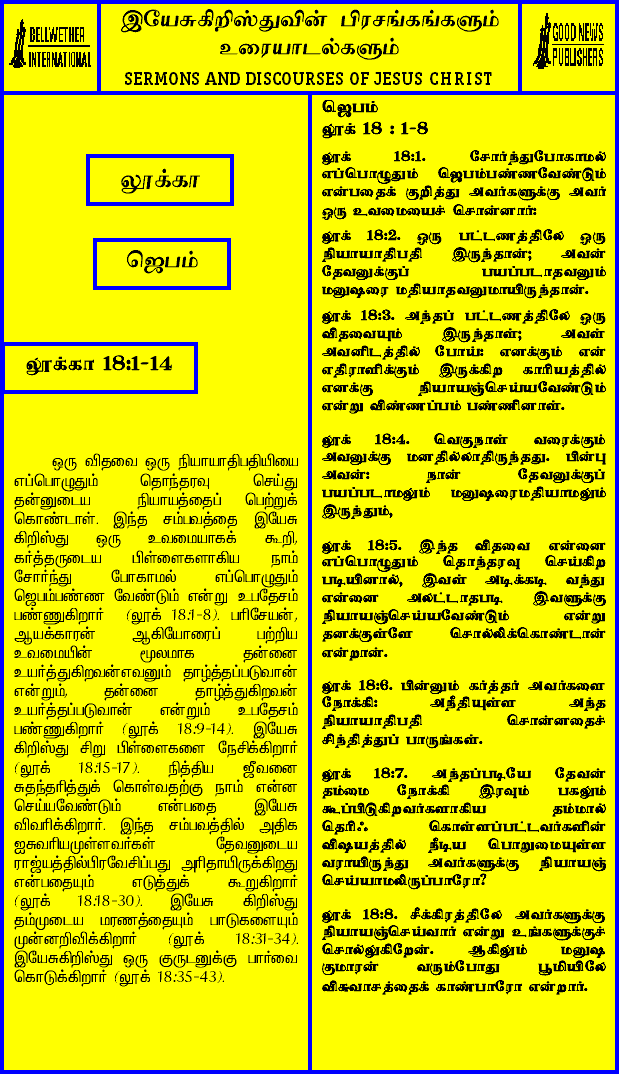 BELLWETHER
INTERNATIONAL
இயேசுகிறிஸ்துவின் பிரசங்கங்களும்
உரையாடல்களும்
SERMONS AND DISCOURSES OF JESUS CHRIST
GOOD NEWS
PUBLISHERS
லூக்கா
ஜெபம்
லூக்கா 18:1-14
ஒரு விதவை ஒரு நியாயாதிபதியியை
எப்பொழுதும் தொந்தரவு செய்து
தன்னுடைய நியாயத்தைப் பெற்றுக்
கொண்டாள். இந்த சம்பவத்தை இயேசு
கிறிஸ்து ஒரு உவமையாகக் கூறி,
கர்த்தருடைய பிள்ளைகளாகிய நாம்
சோர்ந்து போகாமல் எப்பொழுதும்
ஜெபம்பண்ண வேண்டும் என்று உபதேசம்
பண்ணுகிறார் (லூக் 18:1-8). பரிசேயன்,
ஆயக்காரன் ஆகியோரைப் பற்றிய
உவமையின் மூலமாக தன்னை
உயர்த்துகிறவன்எவனும் தாழ்த்தப்படுவான்
என்றும், தன்னை தாழ்த்துகிறவன்
உயர்த்தப்படுவான் என்றும் உபதேசம்
பண்ணுகிறார் (லூக் 18:9-14). இயேசு
கிறிஸ்து சிறு பிள்ளைகளை நேசிக்கிறார்
(லூக் 18:15-17). நித்திய ஜீவனை
சுதந்தரித்துக் கொள்வதற்கு நாம் என்ன
செய்யவேண்டும் என்பதை இயேசு
விவரிக்கிறார். இந்த சம்பவத்தில் அதிக
ஐசுவரியமுள்ளவர்கள் தேவனுடைய
ராஜ்யத்தில்பிரவேசிப்பது அரிதாயிருக்கிறது
என்பதையும் எடுத்துக் கூறுகிறார்
(லூக் 18:18-30). இயேசு கிறிஸ்து
தம்முடைய மரணத்தையும் பாடுகளையும்
முன்னறிவிக்கிறார் (லூக் 18:31-34).
இயேசுகிறிஸ்து ஒரு குருடனுக்கு பார்வை
கொடுக்கிறார் (லூக் 18:35-43).
ஜெபம்
லூக் 18 : 1-8
லூக் 18:1. சோர்ந்துபோகாமல்
எப்பொழுதும் ஜெபம்பண்ணவேண்டும்
என்பதைக் குறித்து அவர்களுக்கு அவர்
ஒரு உவமையைச் சொன்னார்:
லூக் 18:2. ஒரு பட்டணத்திலே ஒரு
நியாயாதிபதி இருந்தான்; அவன்
தேவனுக்குப் பயப்படாதவனும்
மனுஷரை மதியாதவனுமாயிருந்தான்.
லூக் 18:3. அந்தப் பட்டணத்திலே ஒரு
விதவையும் இருந்தாள்; அவள்
அவனிடத்தில் போய்: எனக்கும் என்
எதிராளிக்கும் இருக்கிற காரியத்தில்
எனக்கு நியாயஞ்செய்யவேண்டும்
என்று விண்ணப்பம் பண்ணினாள்.
லூக் 18:4. வெகுநாள் வரைக்கும்
அவனுக்கு மனதில்லாதிருந்தது. பின்பு
அவன்: நான் தேவனுக்குப்
பயப்படாமலும் மனுஷரைமதியாமலும்
இருந்தும்,
லூக் 18:5. இந்த விதவை என்னை
எப்பொழுதும் தொந்தரவு செய்கிற
படியினால், இவள் அடிக்கடி வந்து
என்னை அலட்டாதபடி இவளுக்கு
நியாயஞ்செய்யவேண்டும் என்று
தனக்குள்ளே சொல்லிக்கொண்டான்
என்றான்.
லூக் 18:6. பின்னும் கர்த்தர் அவர்களை
நோக்கி: அநீதியுள்ள அந்த
நியாயாதிபதி சொன்னதைச்
சிந்தித்துப் பாருங்கள்.
லூக் 18:7. அந்தப்படியே தேவன்
தம்மை நோக்கி இரவும் பகலும்
கூப்பிடுகிறவர்களாகிய தம்மால்
தெரிஃ கொள்ளப்பட்டவர்களின்
விஷயத்தில் நீடிய பொறுமையுள்ள
வராயிருந்து அவர்களுக்கு நியாயஞ்
செய்யாமலிருப்பாரோ?
லூக் 18:8. சீக்கிரத்திலே அவர்களுக்கு
நியாயஞ்செய்வார் என்று உங்களுக்குச்
சொல்லுகிறேன். ஆகிலும் மனுஷ
குமாரன் வரும்போது பூமியிலே
விசுவாசத்தைக் காண்பாரோ என்றார்.